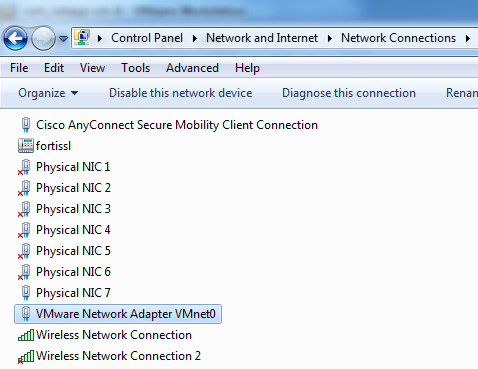 Control Panel Network and Internet Network Connections
File Edit View Tools Advanced Help
Organize Disable this network device Diagnose this connection Renan
Cisco AnyConnect Secure Mobility Client Connection
fortissl
Physical NIC 1
Physical NIC 2
Physical NIC 3
Physical NIC 4
Physical NIC 5
Physical NIC 6
Physical NIC 7
VMware Network Adapter VMnet0
Wireless Network Connection
Wireless Network Connection 2